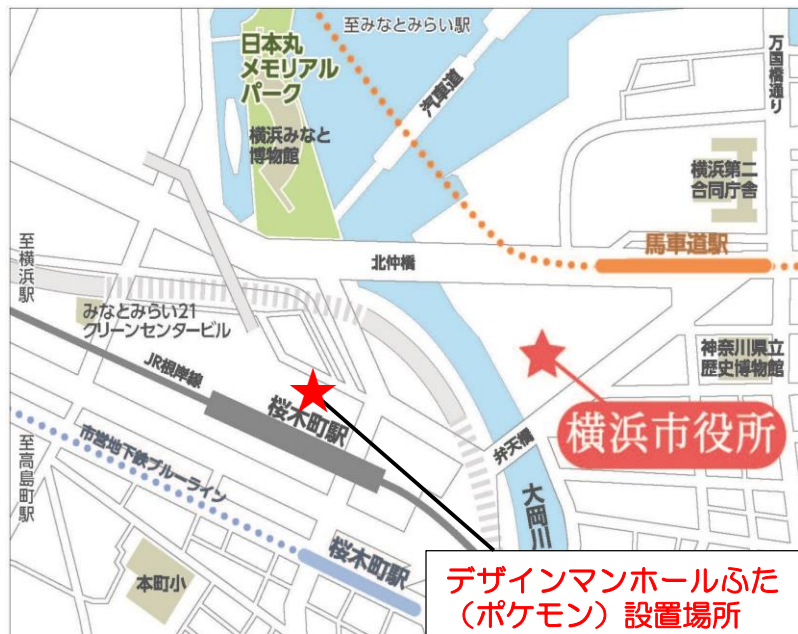 至みなとみらい駅
日本丸
メモリアル
パーク
汽車道
万国橋通り
横浜みなと
博物館
横浜第二
合同庁舎
馬車道駅
至横浜駅
北仲橋
みなとみらい21
クリーンセンタービル
JR根岸線
神奈川県立
歴史博物館
桜木町駅
横浜市役所
弁天橋
市営地下鉄ブルーライン
至高島町駅
大岡川
桜木町駅
本町小
デザインマンホールふた
（ポケモン）設置場所